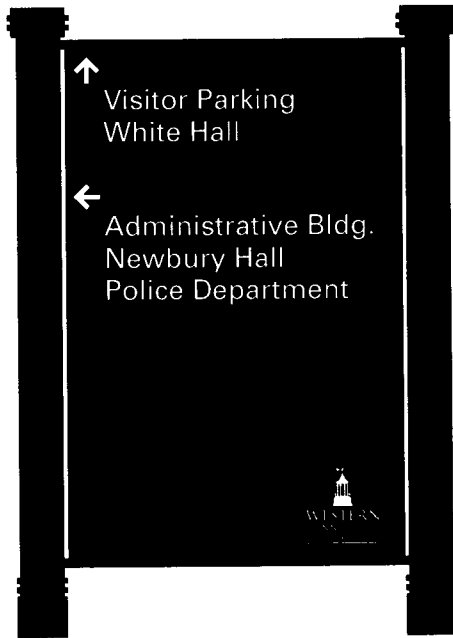 Visitor Parking
White Hall
Administrative Bldg.
Newbury Hall
Police Department
WESTERN